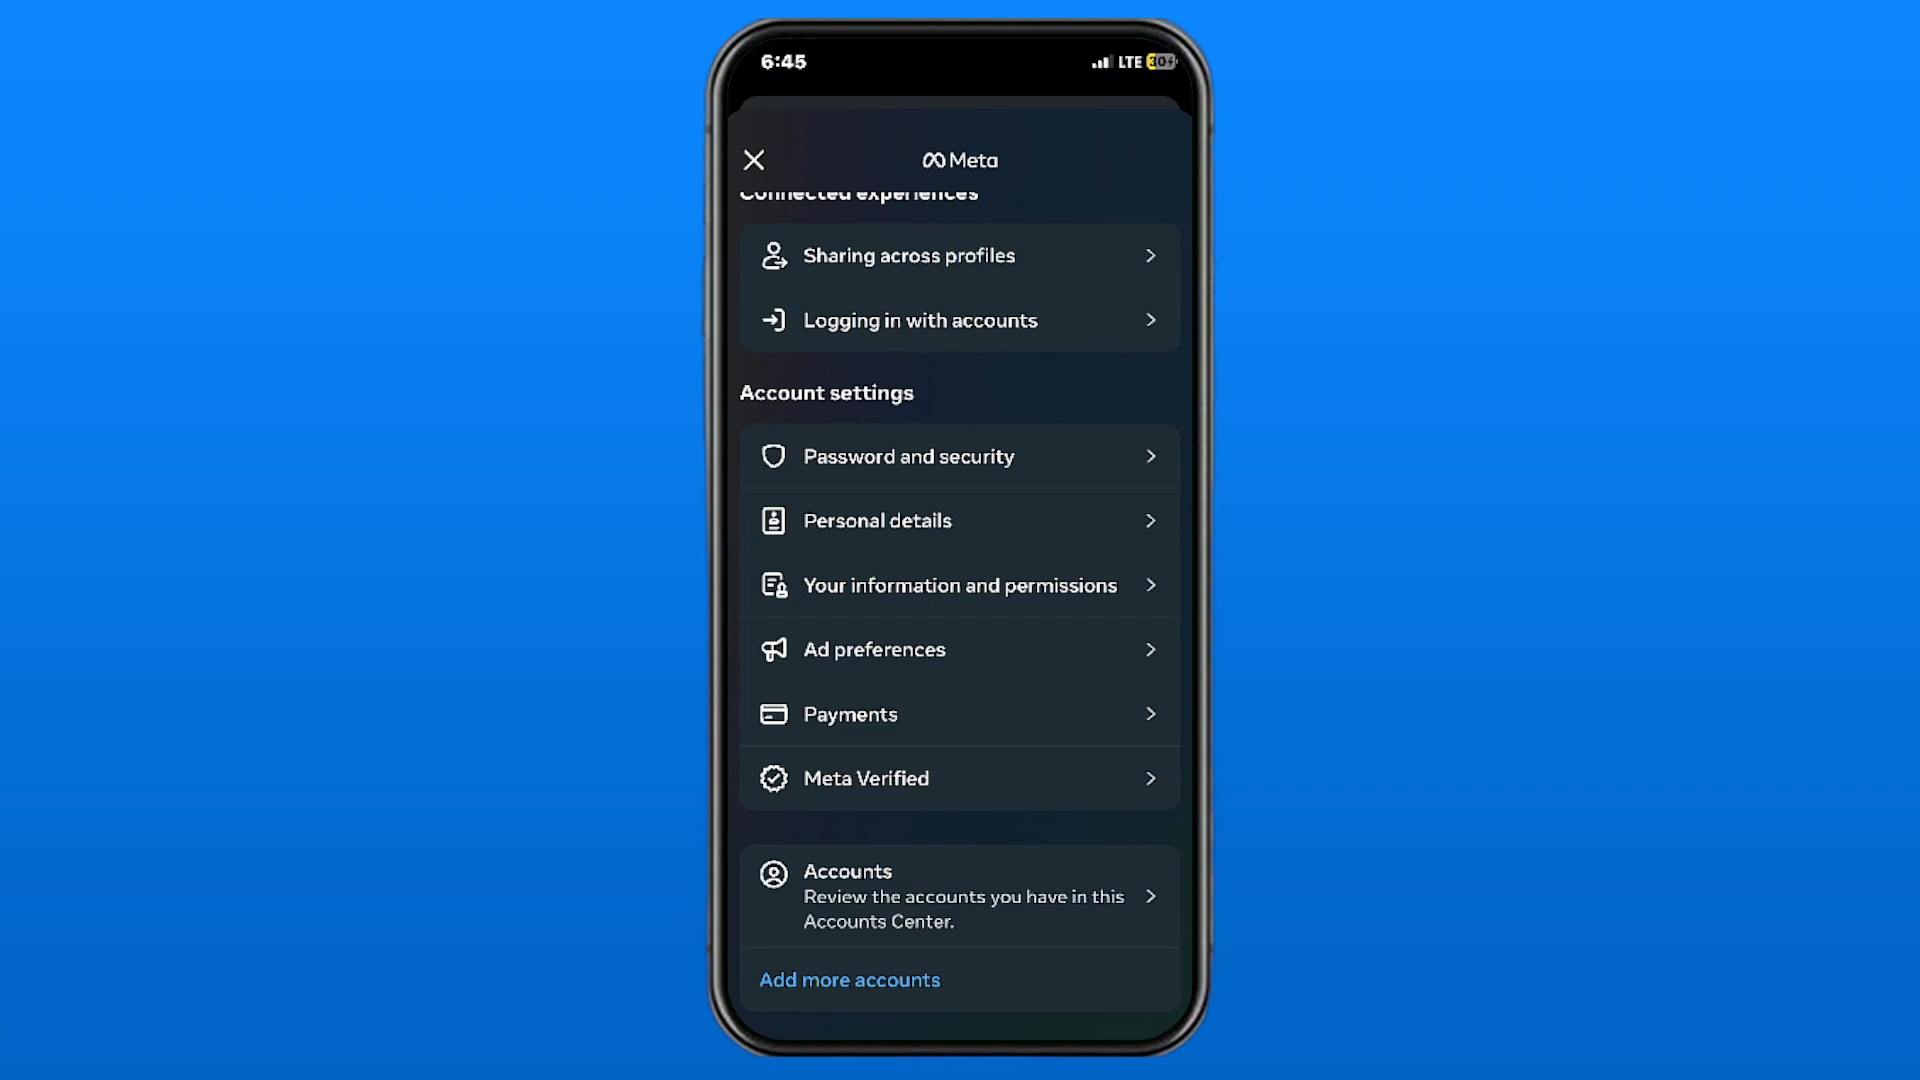 6:45
LTE 30
Meta
Connected experiences
Sharing across profiles
Logging in with accounts
Account settings
Password and security
Personal details
Your information and permissions
Ad preferences
Payments
Meta Verified
Accounts
Review the accounts you have in this
Accounts Center.
Add more accounts